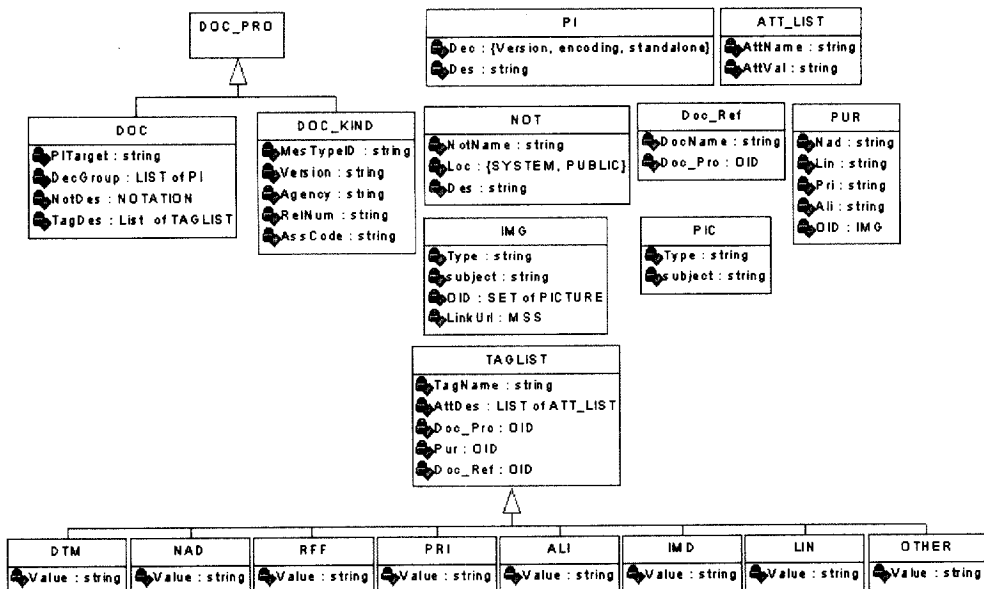 DOC_PRO
PI
Dec : {Version, encoding, standalone}
Des : string
ATT_LIST
AttName : string
AttVal : string
DOC
PITarget : string
DecGroup : LIST of PI
NotDes : NOTATION
TagDes : List of TAGLIST
DOC_KIND
MesTypeID : string
Version : string
Agency : string
RelNum : string
AssCode : string
NOT
NotName : string
Loc : {SYSTEM, PUBLIC}
Des : string
Doc_Ref
DocName : string
Doc_Pro : OID
PUR
Nad : string
Lin : string
Pri : string
Ali : string
OID : IMG
IMG
Type : string
subject : string
OID : SET of PICTURE
LinkUrl : MSS
PIC
Type : string
subject : string
TAGLIST
TagName : string
AttDes : LIST of ATT_LIST
Doc_Pro : OID
Pur : OID
Doc_Ref : OID
DTM
Value : string
NAD
Value : string
RFF
Value : string
PRI
Value : string
ALI
Value : string
IMD
Value : string
LIN
Value : string
OTHER
Value : string